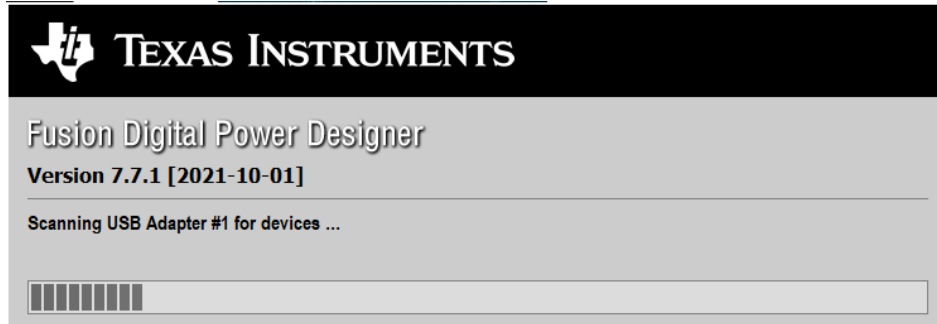 TEXAS INSTRUMENTS
Fusion Digital Power Designer
Version 7.7.1 [2021-10-01]
Scanning USB Adapter #1 for devices ...